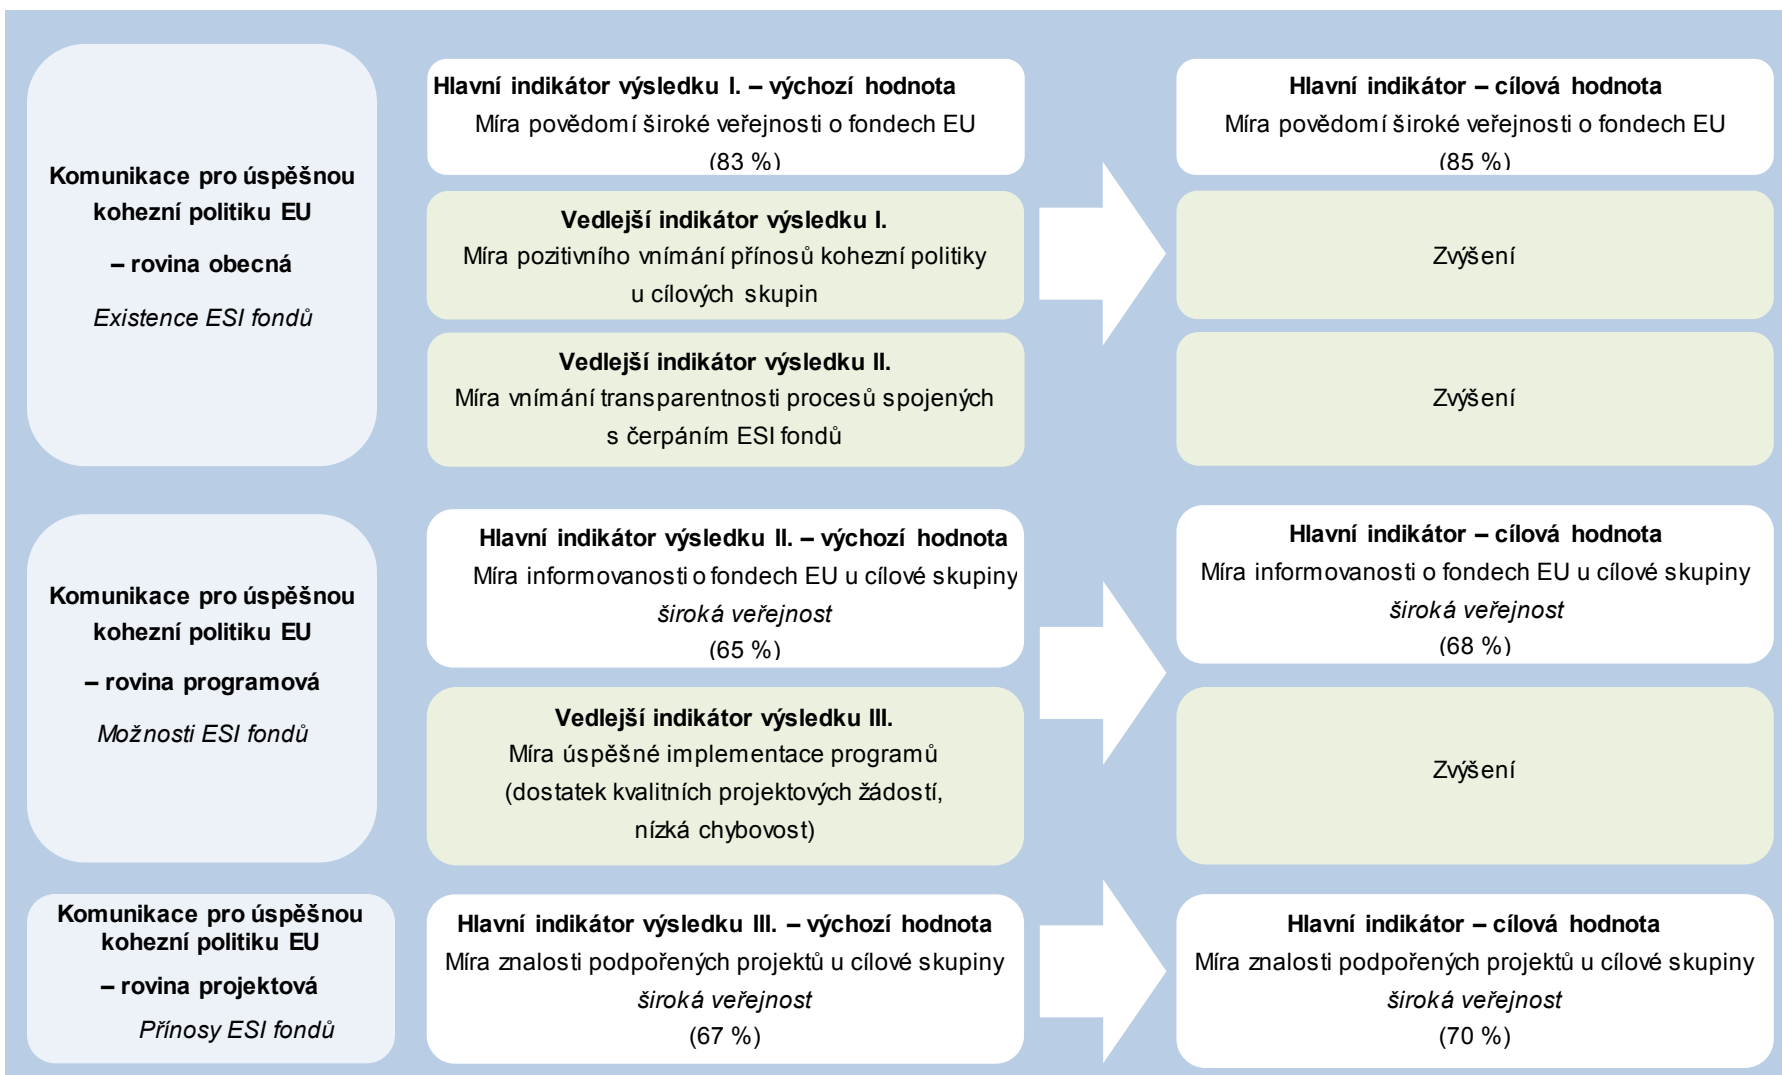 Komunikace pro úspěšnou
kohezní politiku EU
– rovina obecná
Existence ESI fondů
Hlavní indikátor výsledku I. – výchozí hodnota
Míra povědomí široké veřejnosti o fondech EU
(83 %)
Hlavní indikátor – cílová hodnota
Míra povědomí široké veřejnosti o fondech EU
(85 %)
Vedlejší indikátor výsledku I.
Míra pozitivního vnímání přínosů kohezní politiky
u cílových skupin
Zvýšení
Vedlejší indikátor výsledku II.
Míra vnímání transparentnosti procesů spojených
s čerpáním ESI fondů
Zvýšení
Komunikace pro úspěšnou
kohezní politiku EU
– rovina programová
Možnosti ESI fondů
Hlavní indikátor výsledku II. – výchozí hodnota
Míra informovanosti o fondech EU u cílové skupiny
široká veřejnost
(65 %)
Hlavní indikátor – cílová hodnota
Míra informovanosti o fondech EU u cílové skupiny
široká veřejnost
(68 %)
Vedlejší indikátor výsledku III.
Míra úspěšné implementace programů
(dostatek kvalitních projektových žádostí,
nízká chybovost)
Zvýšení
Komunikace pro úspěšnou
kohezní politiku EU
– rovina projektová
Přínosy ESI fondů
Hlavní indikátor výsledku III. – výchozí hodnota
Míra znalosti podpořených projektů u cílové skupiny
široká veřejnost
(67 %)
Hlavní indikátor – cílová hodnota
Míra znalosti podpořených projektů u cílové skupiny
široká veřejnost
(70 %)